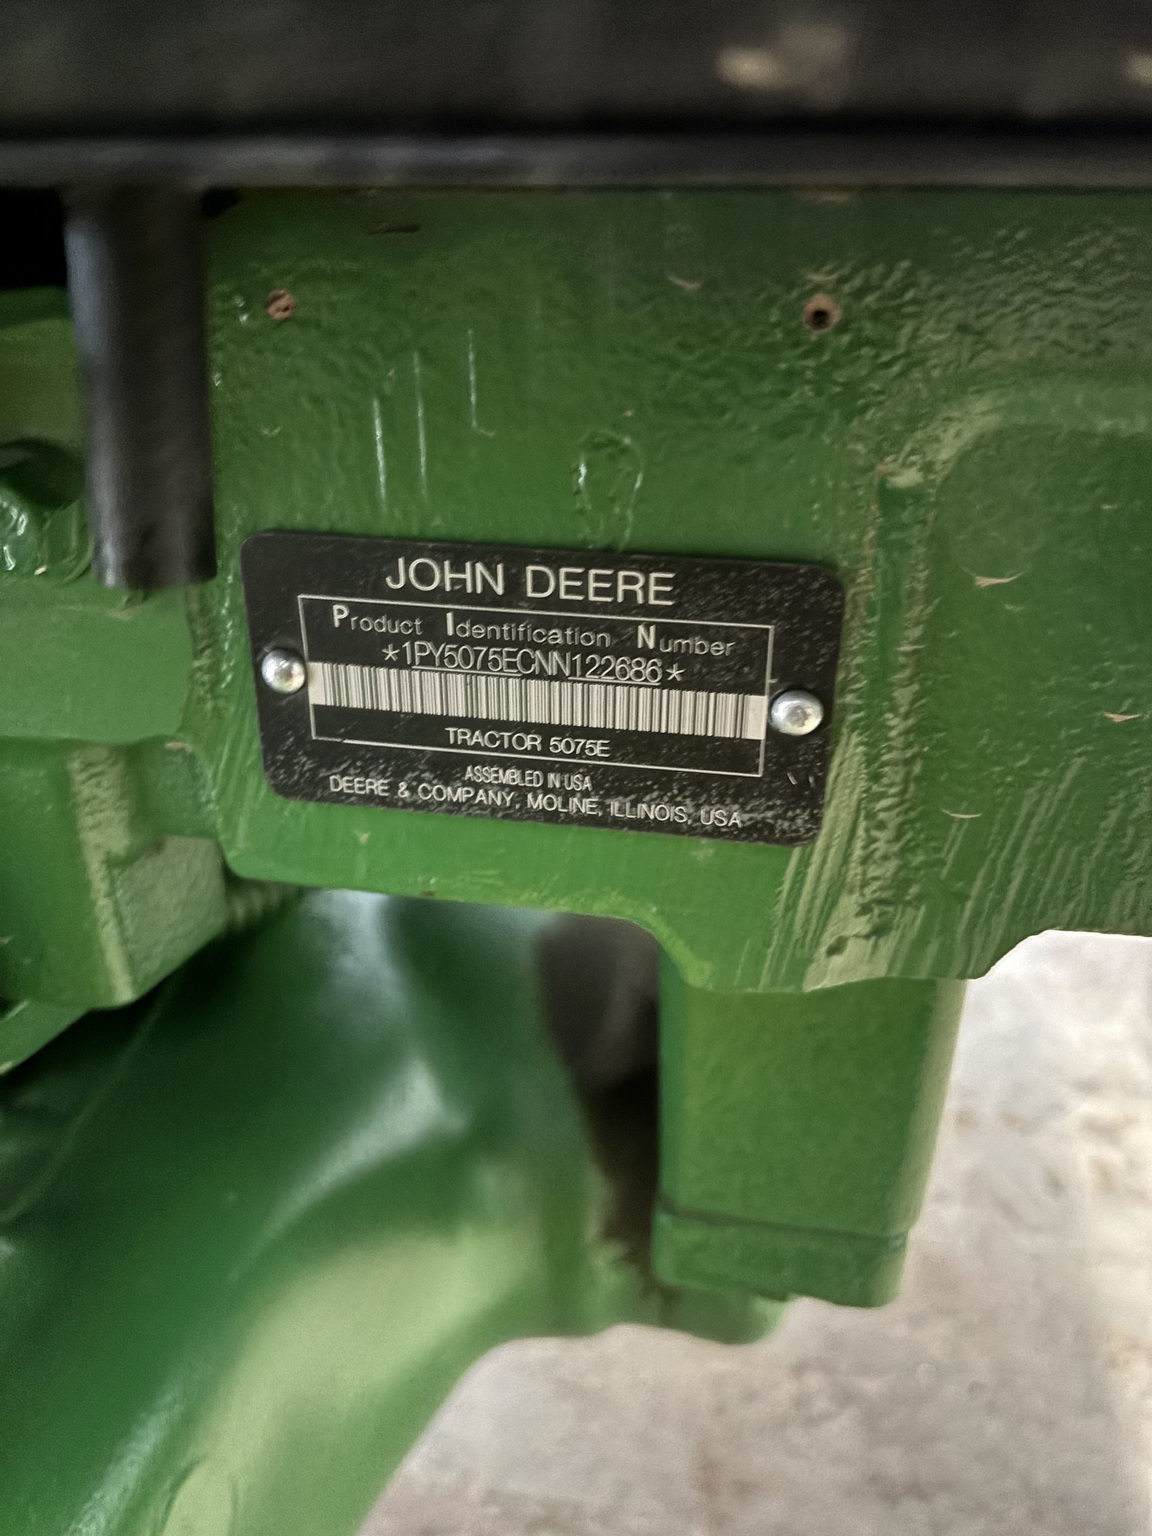 JOHN DEERE
Product Identification Number
*1PY5075ECNN122686*
TRACTOR 5075E
ASSEMBLED IN USA
DEERE & COMPANY, MOLINE, ILLINOIS, USA